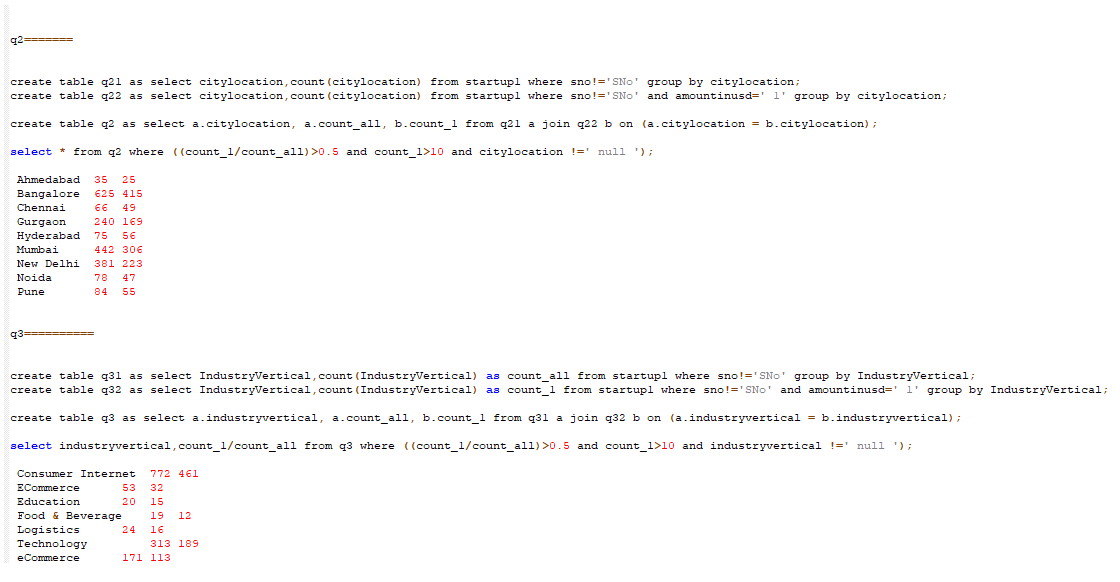 q2=======
create table q21 as select citylocation,count(citylocation) from startup1 where sno!='SNo' group by citylocation;
create table q22 as select citylocation,count(citylocation) from startup1 where sno!='SNo' and amountinusd=' 1' group by citylocation;
create table q2 as select a.citylocation, a.count_all, b.count_1 from q21 a join q22 b on (a.citylocation = b.citylocation);
select * from q2 where ((count_1/count_all)>0.5 and count_1>10 and citylocation !=' null ');
Ahmedabad 35 25
Bangalore 625 415
Chennai 66 49
Gurgaon 240 169
Hyderabad 75 56
Mumbai 442 306
New Delhi 381 223
Noida 78 47
Pune 84 55
q3==========
create table q31 as select IndustryVertical,count(IndustryVertical) as count_all from startup1 where sno!='SNo' group by IndustryVertical;
create table q32 as select IndustryVertical,count(IndustryVertical) as count_1 from startup1 where sno!='SNo' and amountinusd=' 1' group by IndustryVertical;
create table q3 as select a.industryvertical, a.count_all, b.count_1 from q31 a join q32 b on (a.industryvertical = b.industryvertical);
select industryvertical,count_1/count_all from q3 where ((count_1/count_all)>0.5 and count_1>10 and industryvertical !=' null ');
Consumer Internet 772 461
ECommerce 53 32
Education 20 15
Food & Beverage 19 12
Logistics 24 16
Technology 313 189
eCommerce 171 113